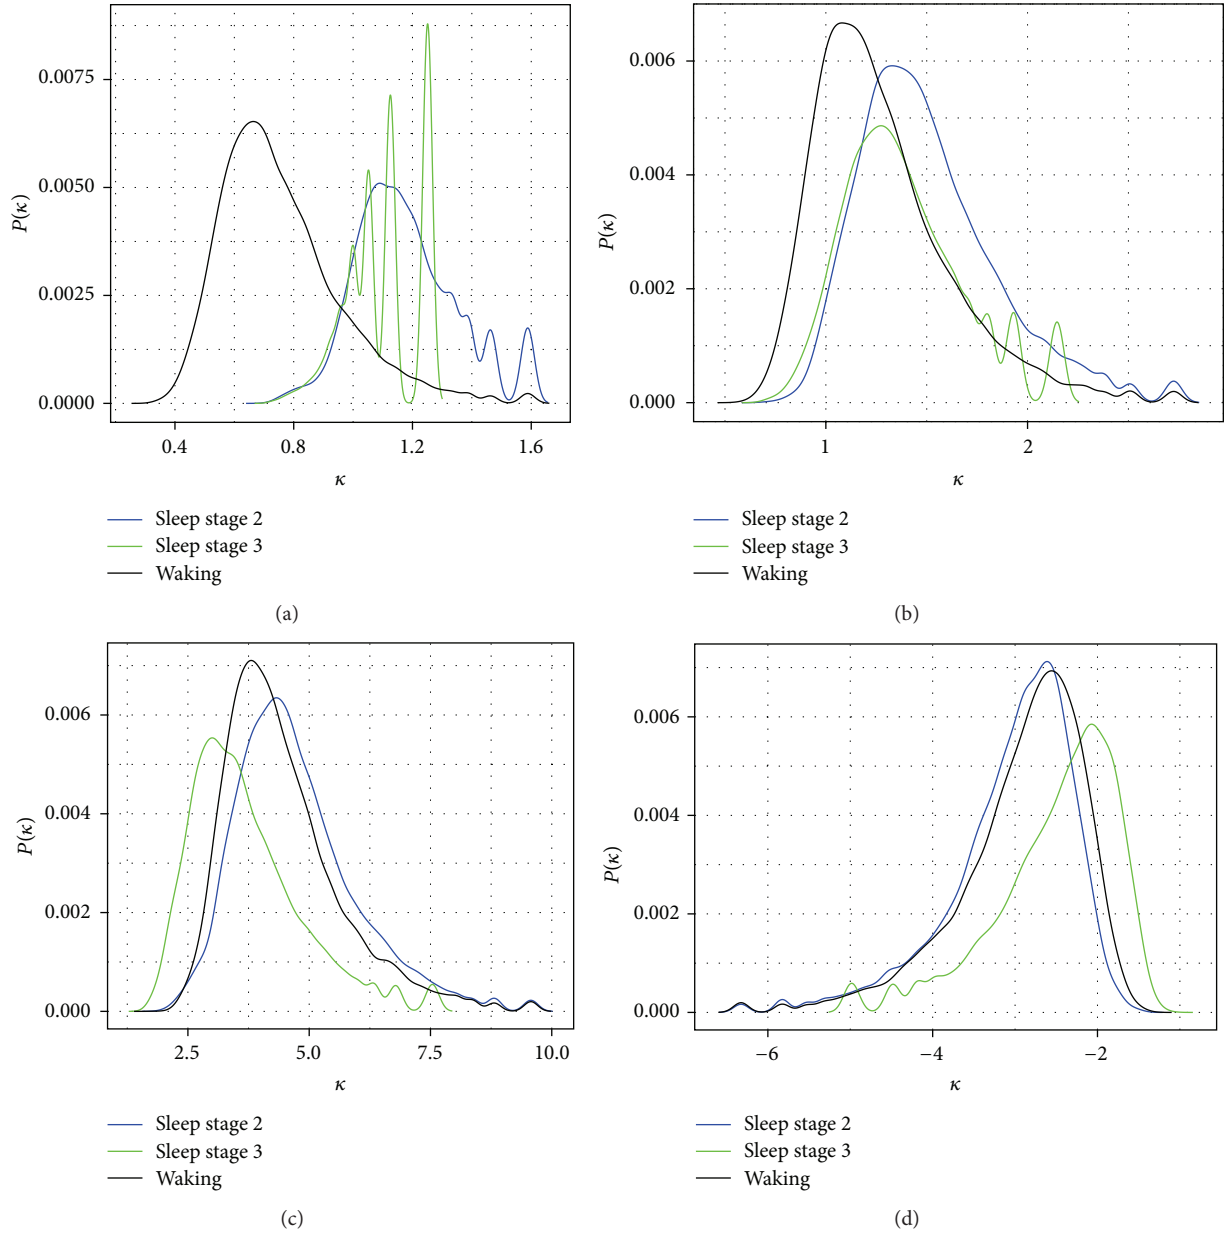 0.0075
0.0050
0.0025
0.0000
P(κ)
0.4 0.8 1.2 1.6
κ
Sleep stage 2
Sleep stage 3
Waking
(a)
0.006
0.004
0.002
0.000
P(κ)
1 2
κ
Sleep stage 2
Sleep stage 3
Waking
(b)
0.006
0.004
0.002
0.000
P(κ)
2.5 5.0 7.5 10.0
κ
Sleep stage 2
Sleep stage 3
Waking
(c)
0.006
0.004
0.002
0.000
P(κ)
−6 −4 −2
κ
Sleep stage 2
Sleep stage 3
Waking
(d)